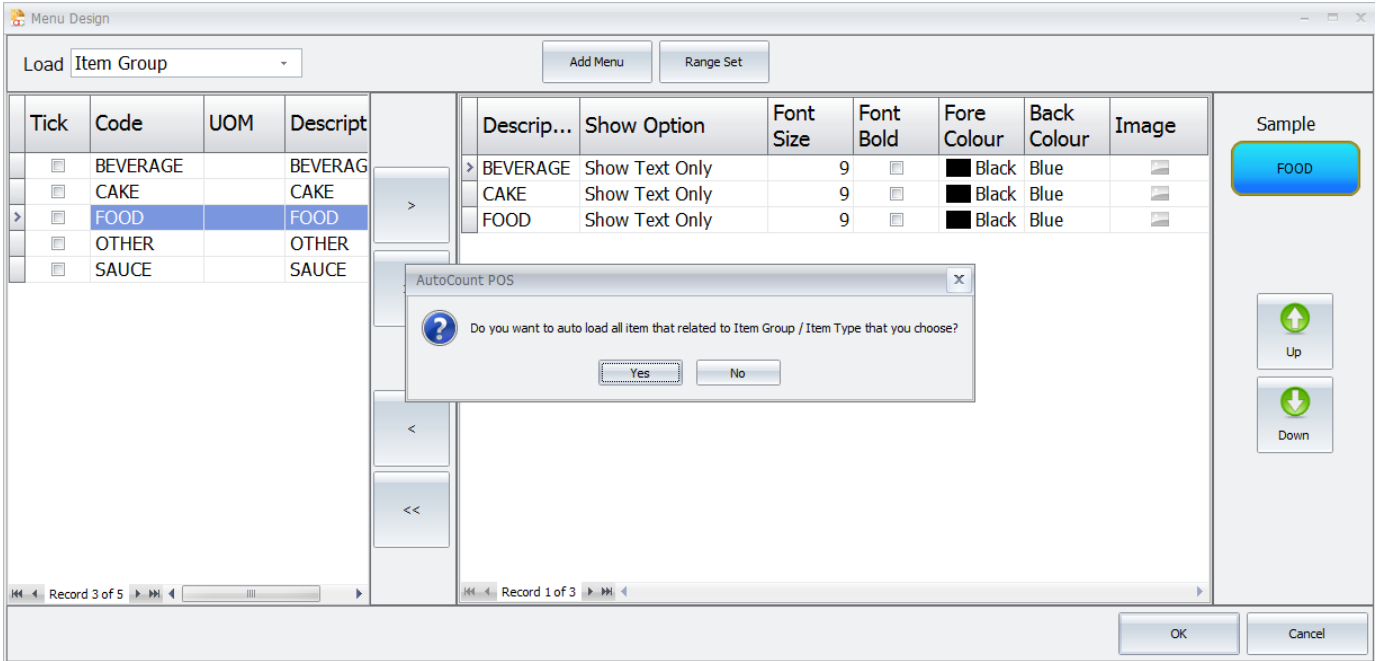 Menu Design
Load Item Group
Add Menu
Range Set
Tick Code UOM Descript
BEVERAGE BEVERAG
CAKE CAKE
FOOD FOOD
OTHER OTHER
SAUCE SAUCE
Record 3 of 5
>
<
<<
Descrip... Show Option Font Size Font Bold Fore Colour Back Colour Image
BEVERAGE Show Text Only 9 Black Blue
CAKE Show Text Only 9 Black Blue
FOOD Show Text Only 9 Black Blue
Record 1 of 3
AutoCount POS
Do you want to auto load all item that related to Item Group / Item Type that you choose?
Yes No
Sample
FOOD
Up
Down
OK Cancel